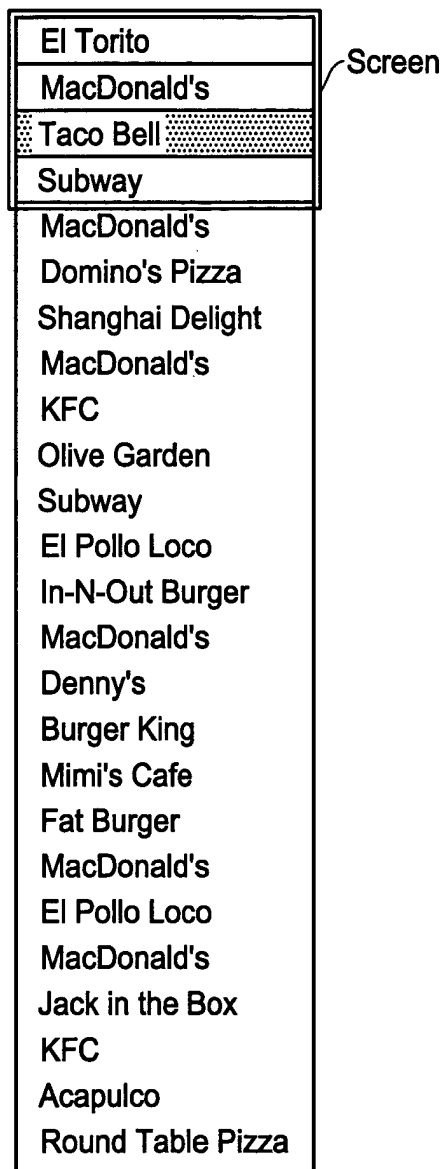 El Torito
Screen
MacDonald's
Taco Bell
Subway
MacDonald's
Domino's Pizza
Shanghai Delight
MacDonald's
KFC
Olive Garden
Subway
El Pollo Loco
In-N-Out Burger
MacDonald's
Denny's
Burger King
Mimi's Cafe
Fat Burger
MacDonald's
El Pollo Loco
MacDonald's
Jack in the Box
KFC
Acapulco
Round Table Pizza